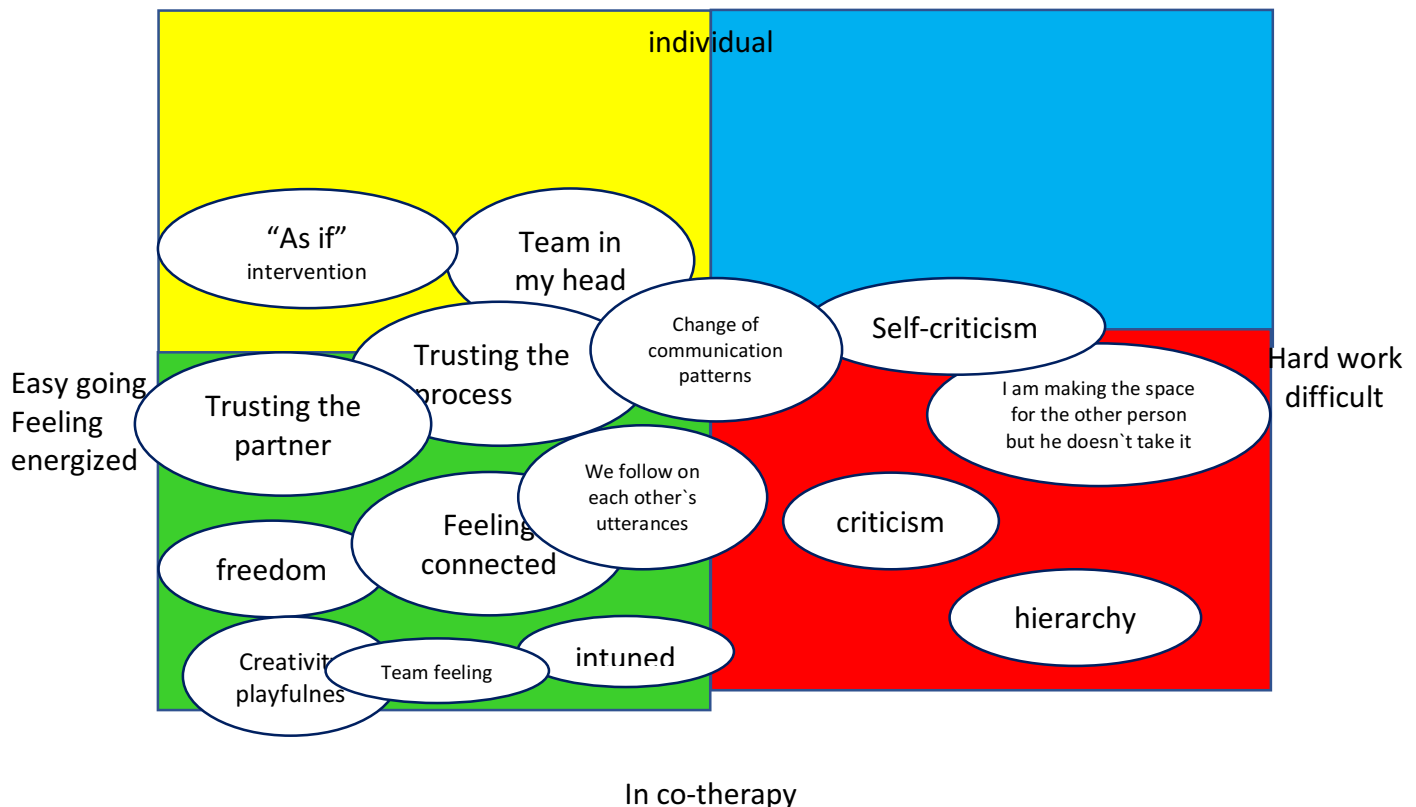 individual
“As if”
intervention
Team in
my head
Change of
communication
patterns
Self-criticism
Trusting the
process
Easy going
Feeling
energized
Trusting the
partner
Hard work
difficult
I am making the space
for the other person
but he doesn`t take it
We follow on
each other`s
utterances
criticism
Feeling
connected
freedom
hierarchy
intuned
Creativity
playfulnes
Team feeling
In co-therapy